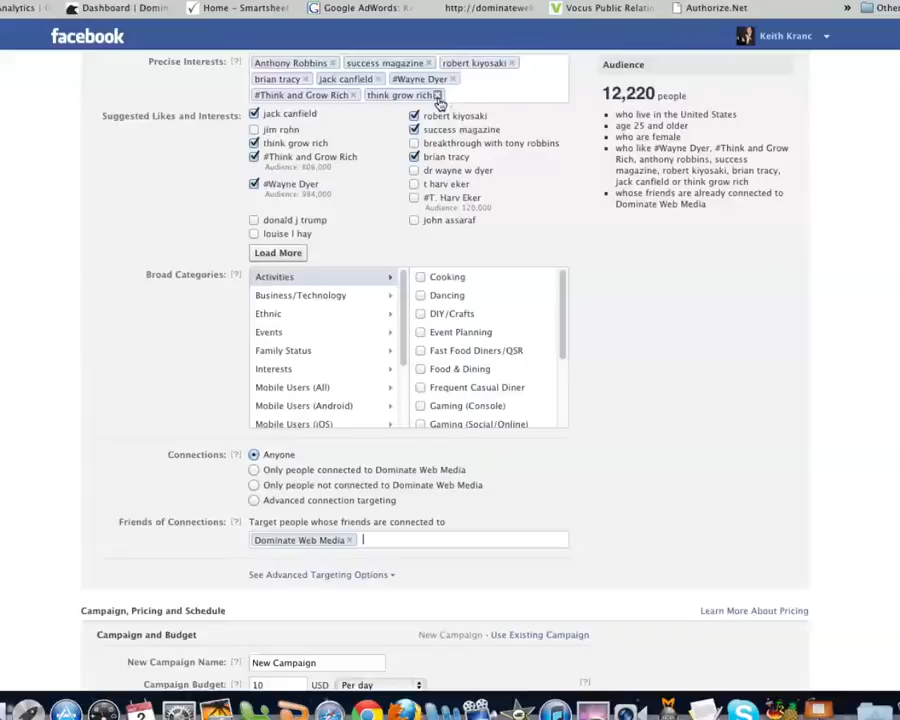 nalytics Dashboard | Domin Home – Smartsheet Google AdWords: Ke http://dominatewe Vocus Public Relatio Authorize.Net » Other
facebook Keith Kranc
Precise Interests: [?] Anthony Robbins × success magazine × robert kiyosaki ×
brian tracy × jack canfield × #Wayne Dyer ×
#Think and Grow Rich × think grow rich
Suggested Likes and Interests: [?]
jack canfield robert kiyosaki
jim rohn success magazine
think grow rich breakthrough with tony robbins
#Think and Grow Rich brian tracy
Audience: 806,000 dr wayne w dyer
#Wayne Dyer t harv eker
Audience: 984,000 #T. Harv Eker
Audience: 120,000
donald j trump john assaraf
louise l hay
Load More
Audience
12,220 people
who live in the United States
age 25 and older
who are female
who like #Wayne Dyer, #Think and Grow
Rich, anthony robbins, success
magazine, robert kiyosaki, brian tracy,
jack canfield or think grow rich
whose friends are already connected to
Dominate Web Media
Broad Categories: [?] Activities Cooking
Business/Technology Dancing
Ethnic DIY/Crafts
Events Event Planning
Family Status Fast Food Diners/QSR
Interests Food & Dining
Mobile Users (All) Frequent Casual Diner
Mobile Users (Android) Gaming (Console)
Mobile Users (iOS) Gaming (Social/Online)
Connections: [?] Anyone
Only people connected to Dominate Web Media
Only people not connected to Dominate Web Media
Advanced connection targeting
Friends of Connections: [?] Target people whose friends are connected to
Dominate Web Media ×
See Advanced Targeting Options
Campaign, Pricing and Schedule Learn More About Pricing
Campaign and Budget New Campaign · Use Existing Campaign
New Campaign Name: [?] New Campaign
Campaign Budget: [?] 10 USD Per day [?]